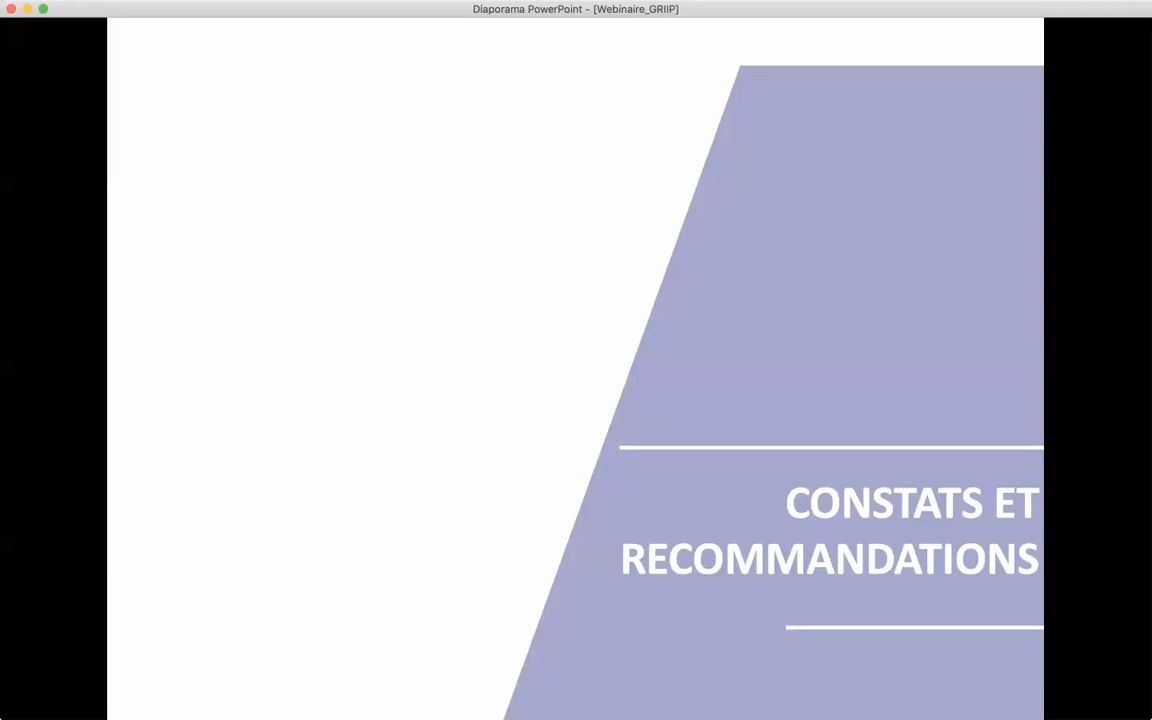 Diaporama PowerPoint - [Webinaire_GRIIP]
CONSTATS ET
RECOMMANDATIONS